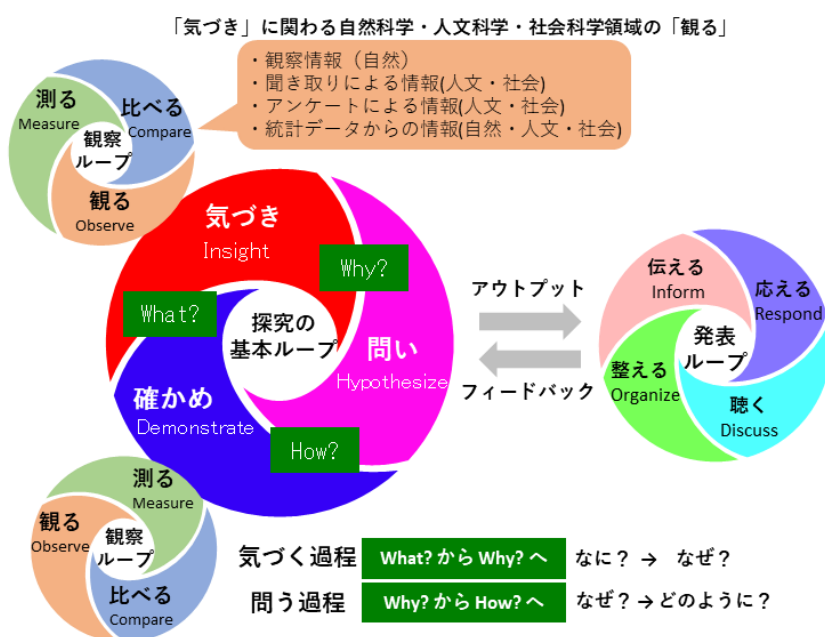 「気づき」に関わる自然科学・人文科学・社会科学領域の「観る」
・観察情報（自然）
・聞き取りによる情報(人文・社会)
・アンケートによる情報(人文・社会)
・統計データからの情報(自然・人文・社会)
測る
Measure
比べる
Compare
観察
ループ
観る
Observe
気づき
Insight
Why?
What?
探究の
基本ループ
問い
Hypothesize
確かめ
Demonstrate
How?
アウトプット
フィードバック
伝える
Inform
応える
Respond
発表
ループ
整える
Organize
聴く
Discuss
測る
Measure
観る
Observe
観察
ループ
比べる
Compare
気づく過程 What? から Why? へ なに？ → なぜ？
問う過程 Why? から How? へ なぜ？ → どのように？